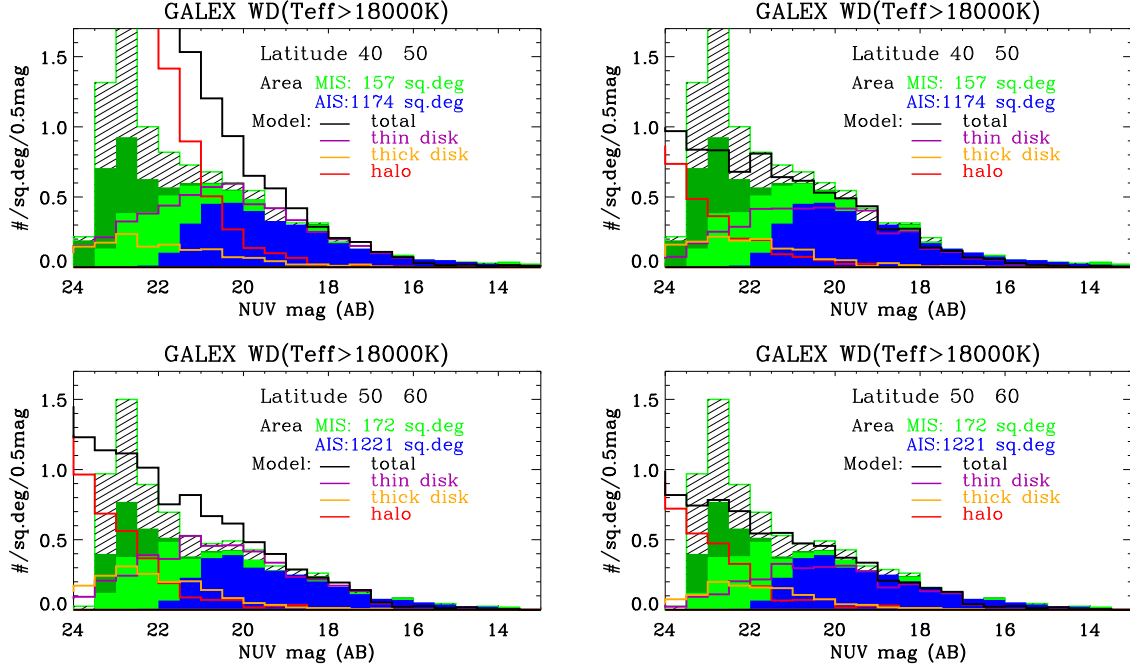 GALEX WD(Teff>18000K)
#/sq.deg/0.5mag
1.5
1.0
0.5
0.0
Latitude 40 50
Area MIS: 157 sq.deg
AIS:1174 sq.deg
Model: total
thin disk
thick disk
halo
24 22 20 18 16 14
NUV mag (AB)
GALEX WD(Teff>18000K)
#/sq.deg/0.5mag
1.5
1.0
0.5
0.0
Latitude 40 50
Area MIS: 157 sq.deg
AIS:1174 sq.deg
Model: total
thin disk
thick disk
halo
24 22 20 18 16 14
NUV mag (AB)
GALEX WD(Teff>18000K)
#/sq.deg/0.5mag
1.5
1.0
0.5
0.0
Latitude 50 60
Area MIS: 172 sq.deg
AIS:1221 sq.deg
Model: total
thin disk
thick disk
halo
24 22 20 18 16 14
NUV mag (AB)
GALEX WD(Teff>18000K)
#/sq.deg/0.5mag
1.5
1.0
0.5
0.0
Latitude 50 60
Area MIS: 172 sq.deg
AIS:1221 sq.deg
Model: total
thin disk
thick disk
halo
24 22 20 18 16 14
NUV mag (AB)